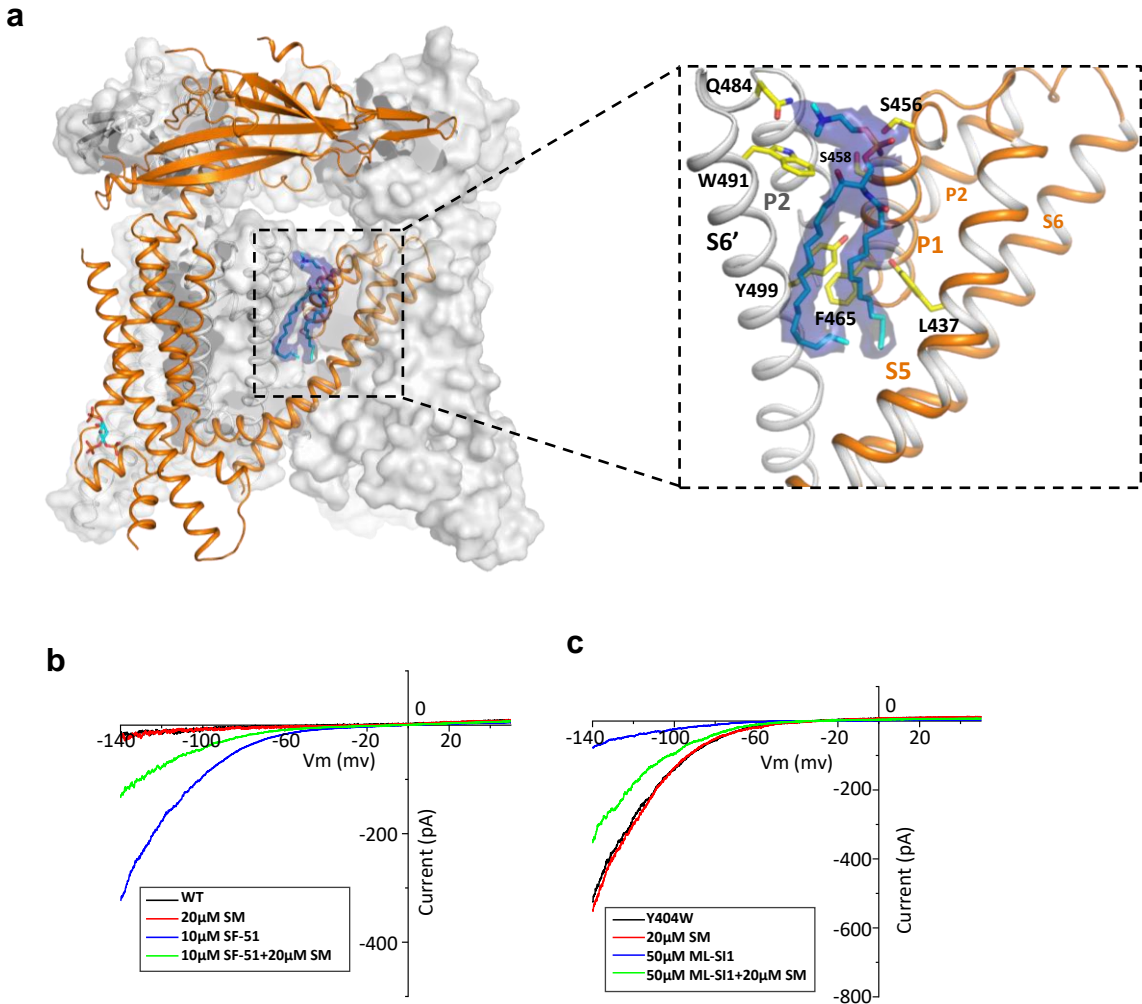 a
Q484
S456
S458
W491
P2
P2
S6
S6’
P1
Y499
F465
L437
S5
b
0
-140 -100 -60 20
Vm (mv)
-200
-400
Current (pA)
WT
20µM SM
10µM SF-51
10µM SF-51+20µM SM
c
0
-140 -100 -60 -20 20
Vm (mv)
-200
-400
-600
-800
Current (pA)
Y404W
20µM SM
50µM ML-SI1
50µM ML-SI1+20µM SM